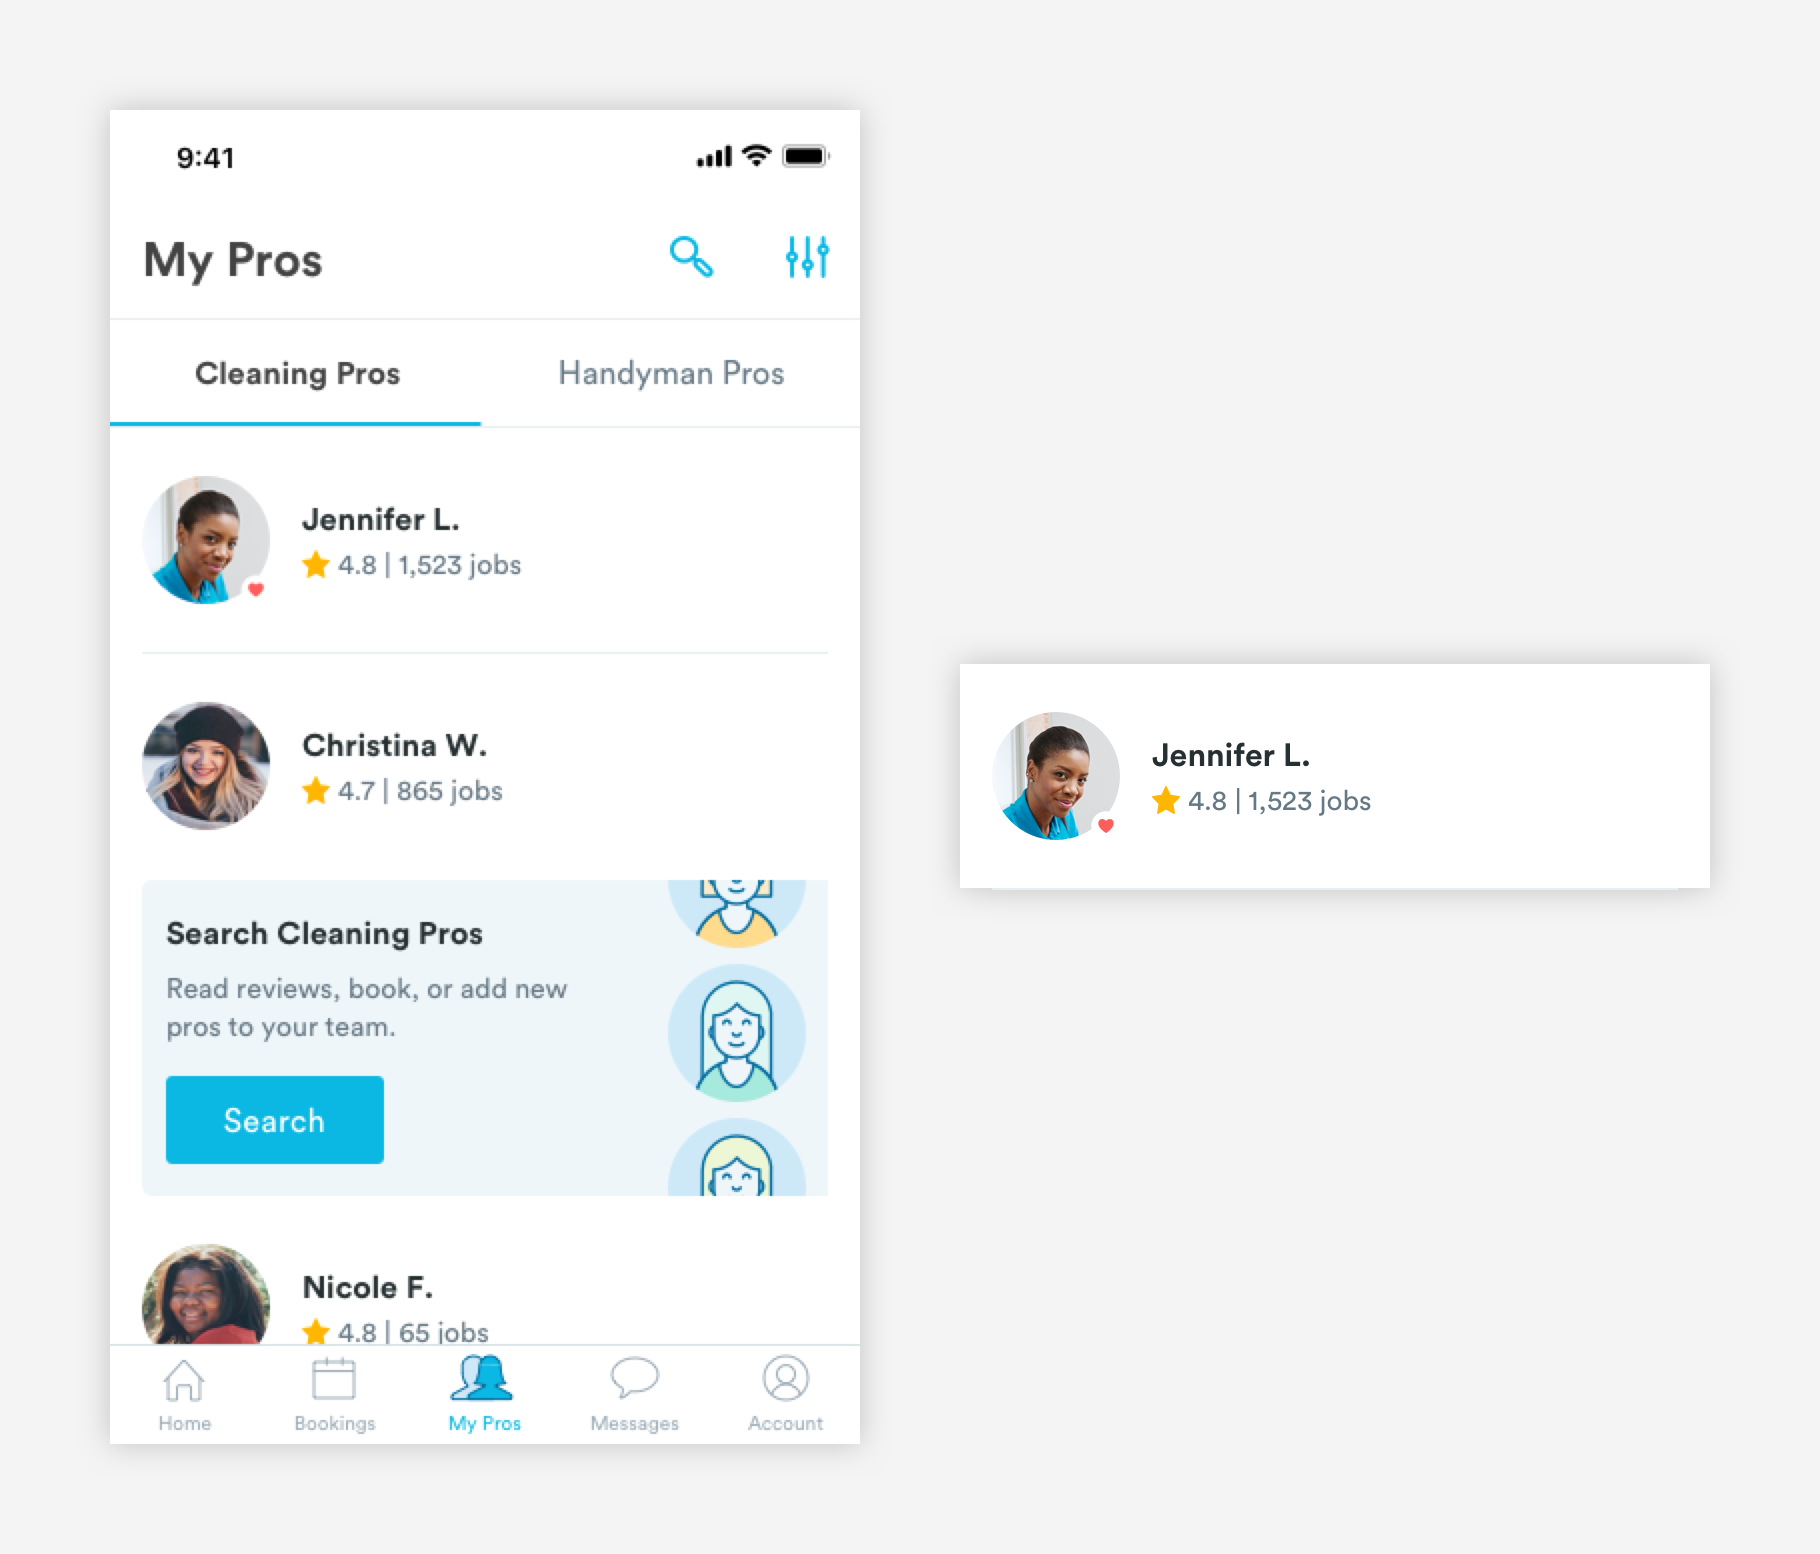 9:41
My Pros
Cleaning Pros
Handyman Pros
Jennifer L.
4.8 | 1,523 jobs
Christina W.
4.7 | 865 jobs
Search Cleaning Pros
Read reviews, book, or add new
pros to your team.
Search
Nicole F.
4.8 | 65 jobs
Home
Bookings
My Pros
Messages
Account
Jennifer L.
4.8 | 1,523 jobs